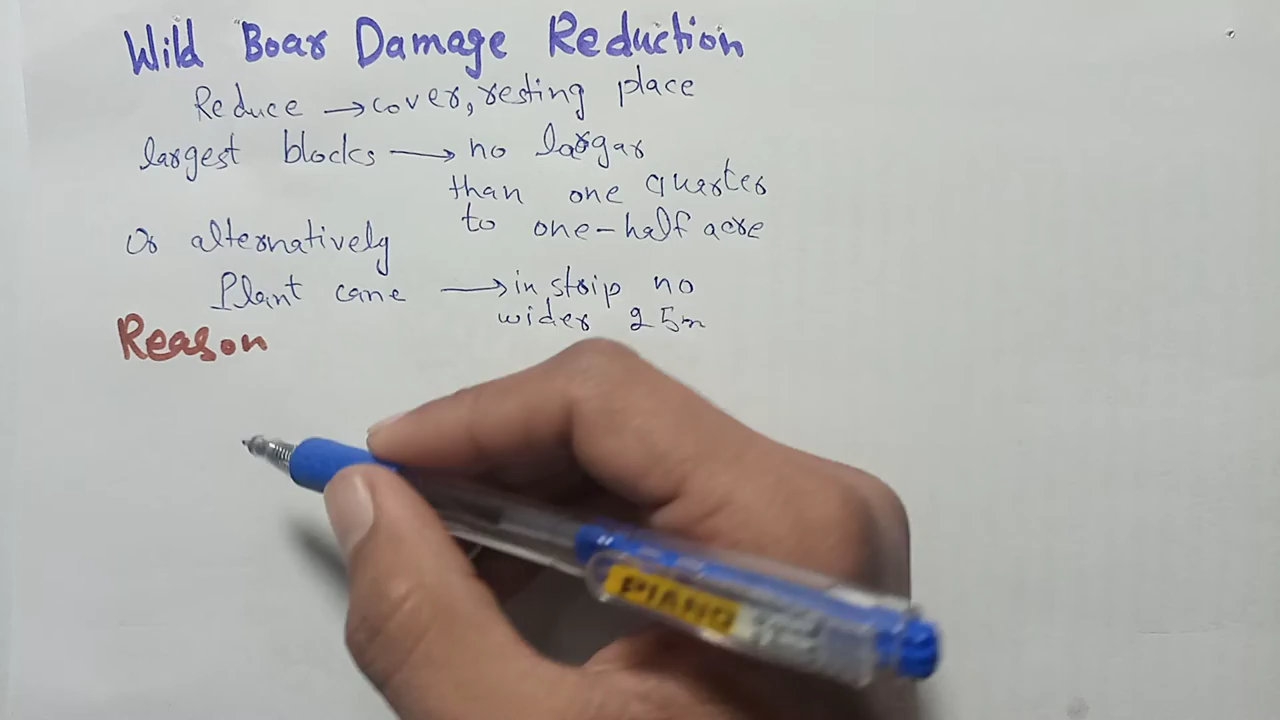 Wild Boar Damage Reduction
Reduce → cover, resting place
largest blocks → no largar
than one quarter
to one-half acre
Or alternatively
Plant cane → in strip no
wider 25m
Reason
PIANO